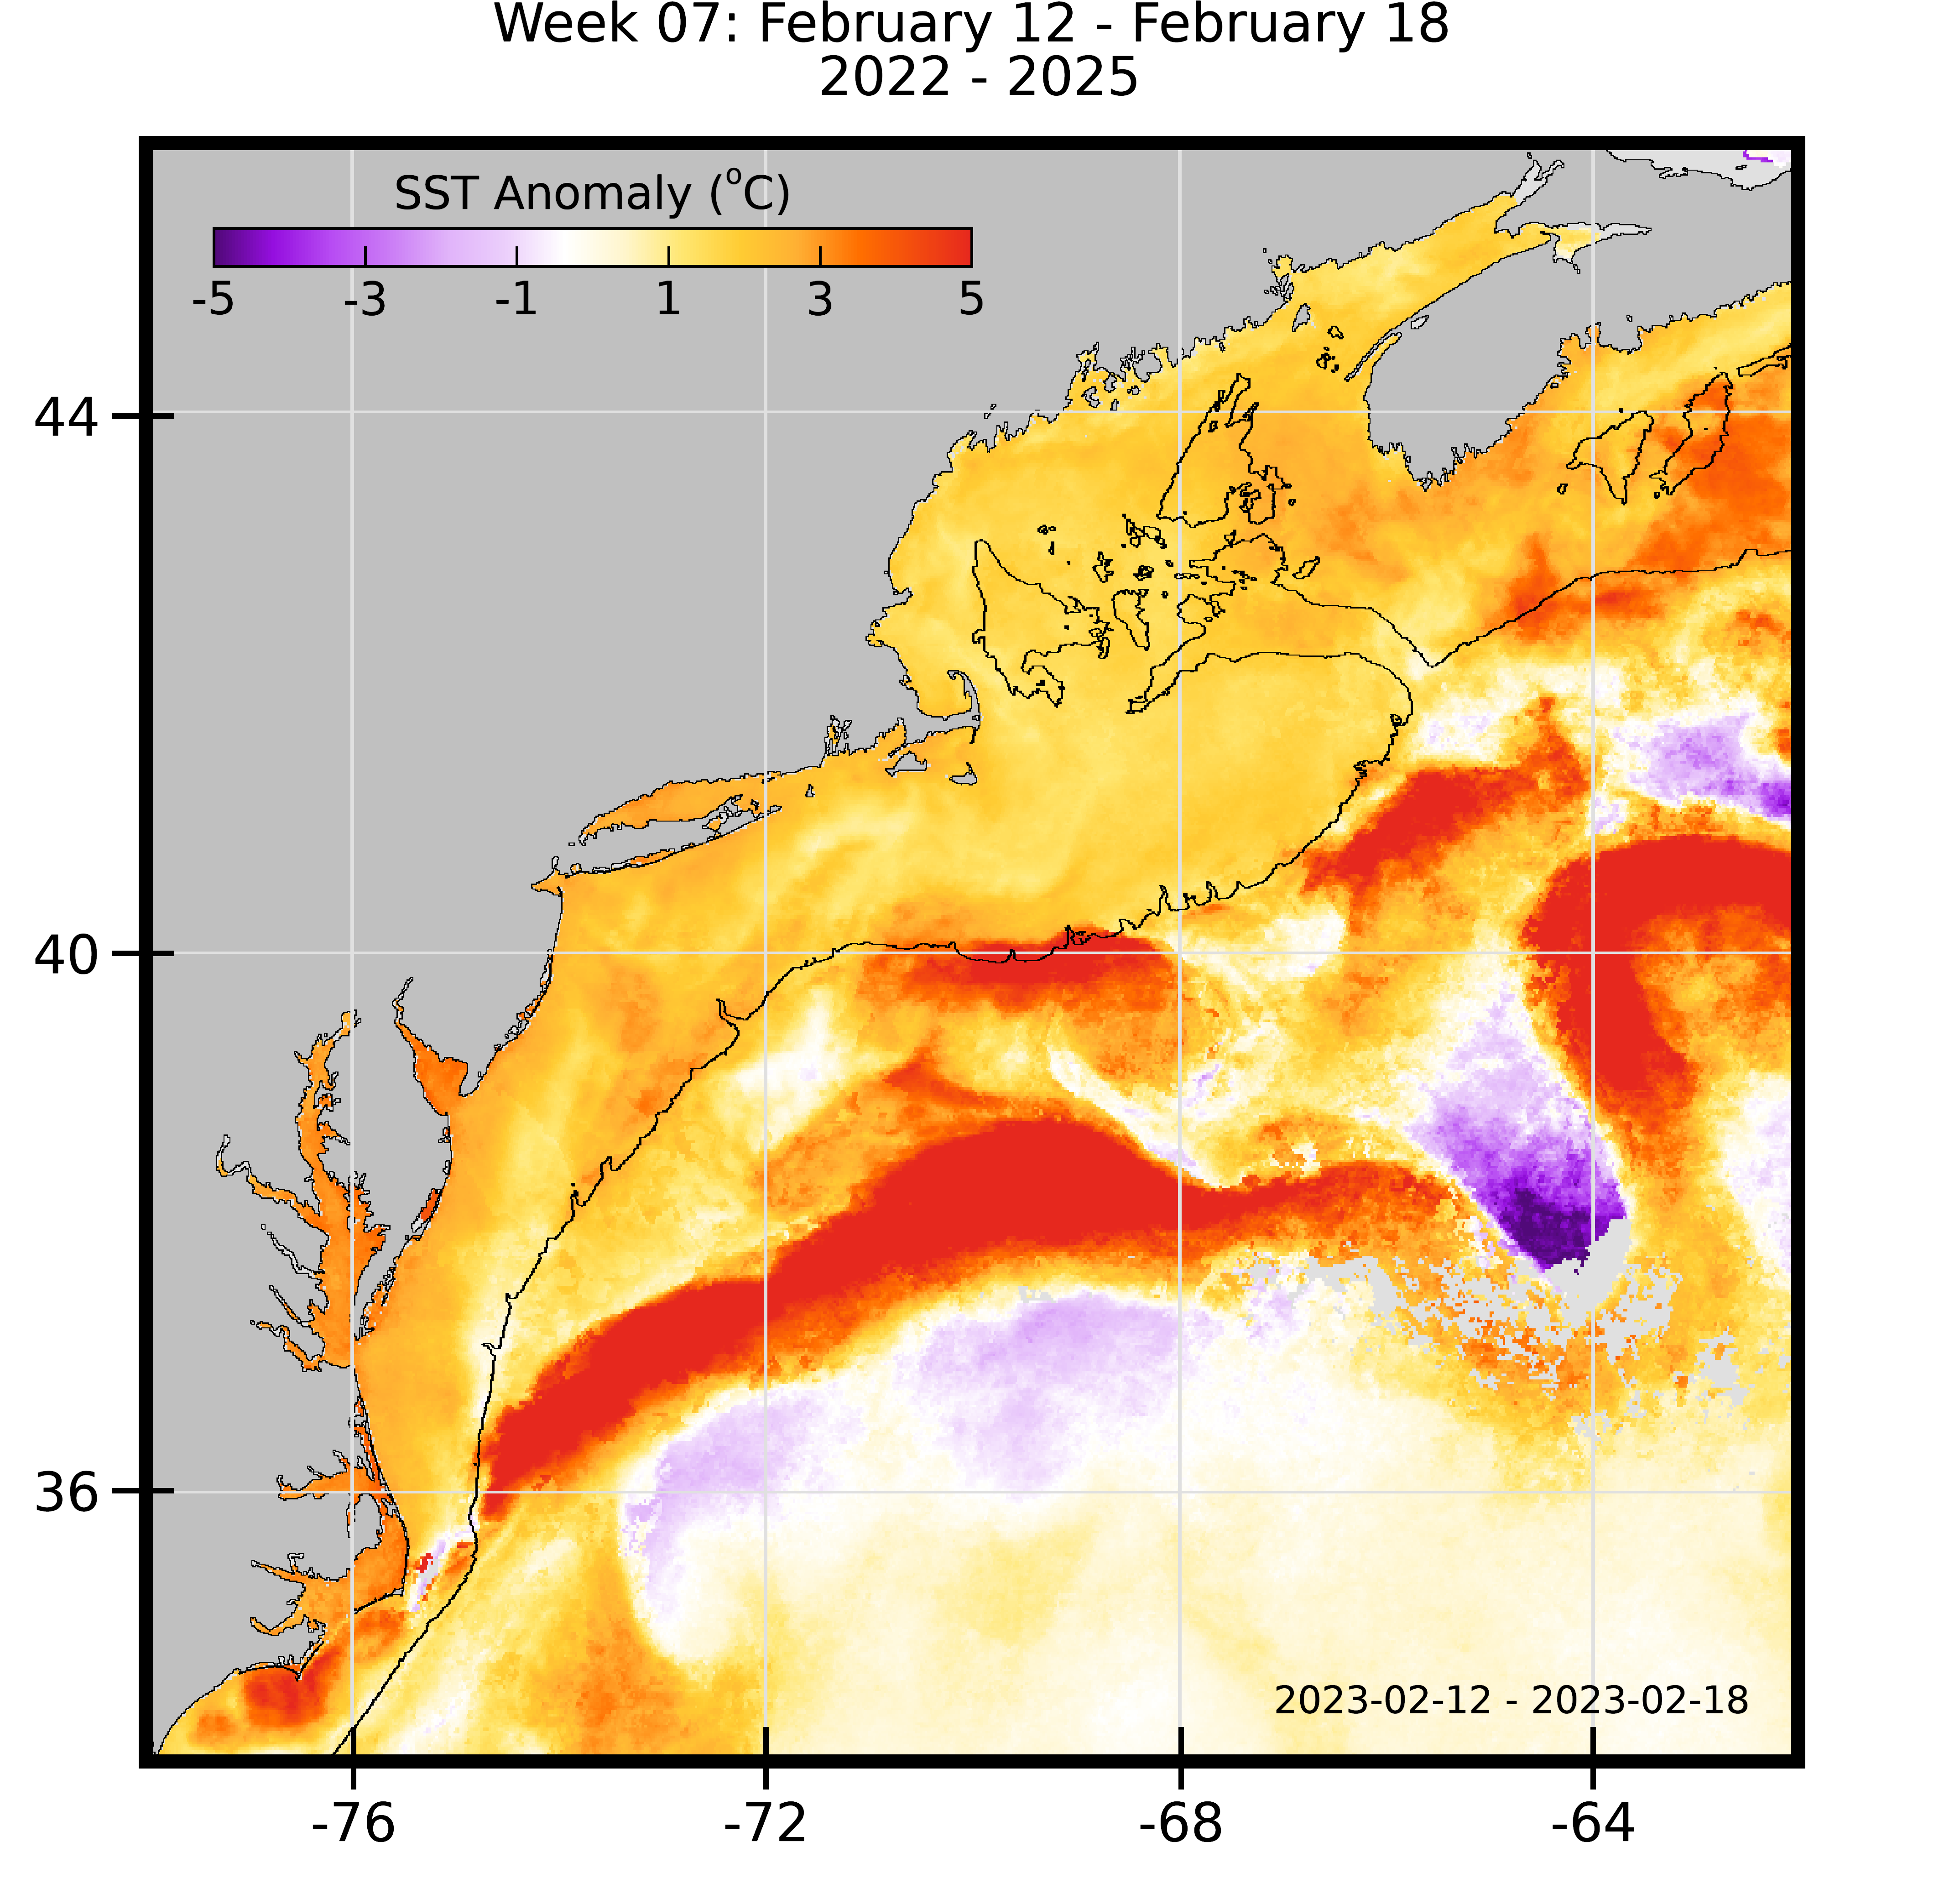 Week 07: February 12 - February 18
2022 - 2025
SST Anomaly (°C)
-5 -3 -1 1 3 5
44
40
36
2023-02-12 - 2023-02-18
-76 -72 -68 -64